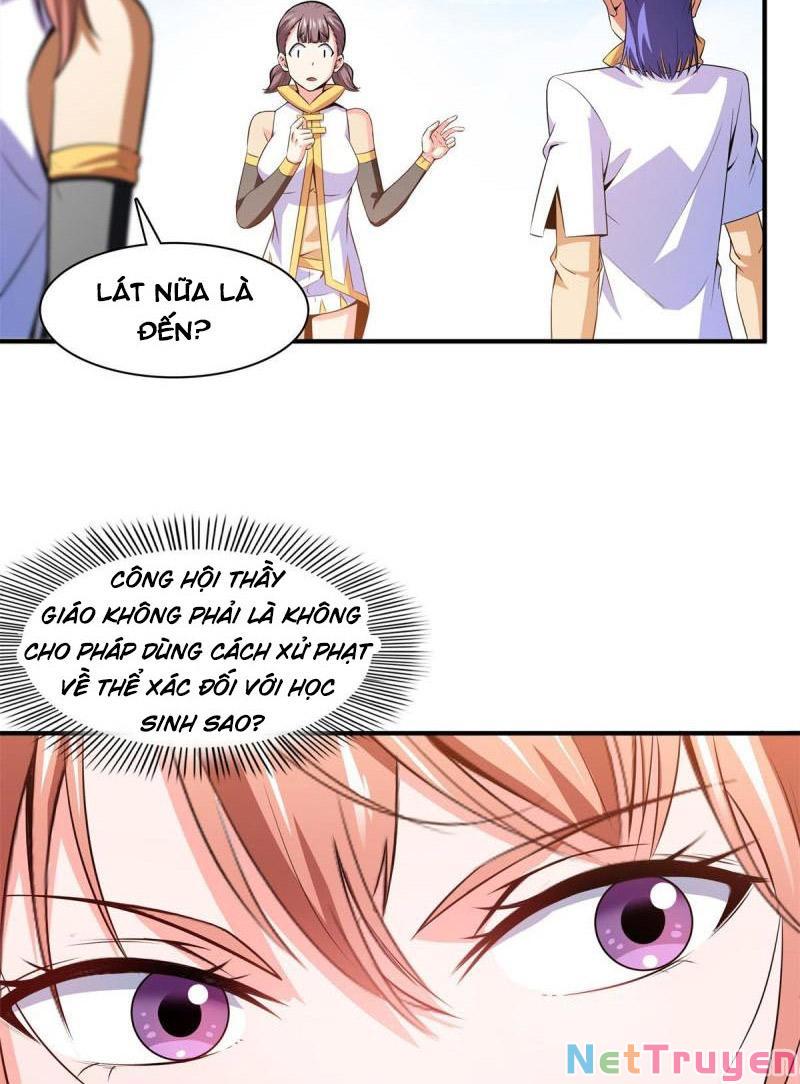 LÁT NỮA LÀ
ĐẾN?
CÔNG HỘI THẦY
GIÁO KHÔNG PHẢI LÀ KHÔNG
CHO PHÁP DÙNG CÁCH XỬ PHẠT
VỀ THỂ XÁC ĐỐI VỚI HỌC
SINH SAO?
NetTruyen